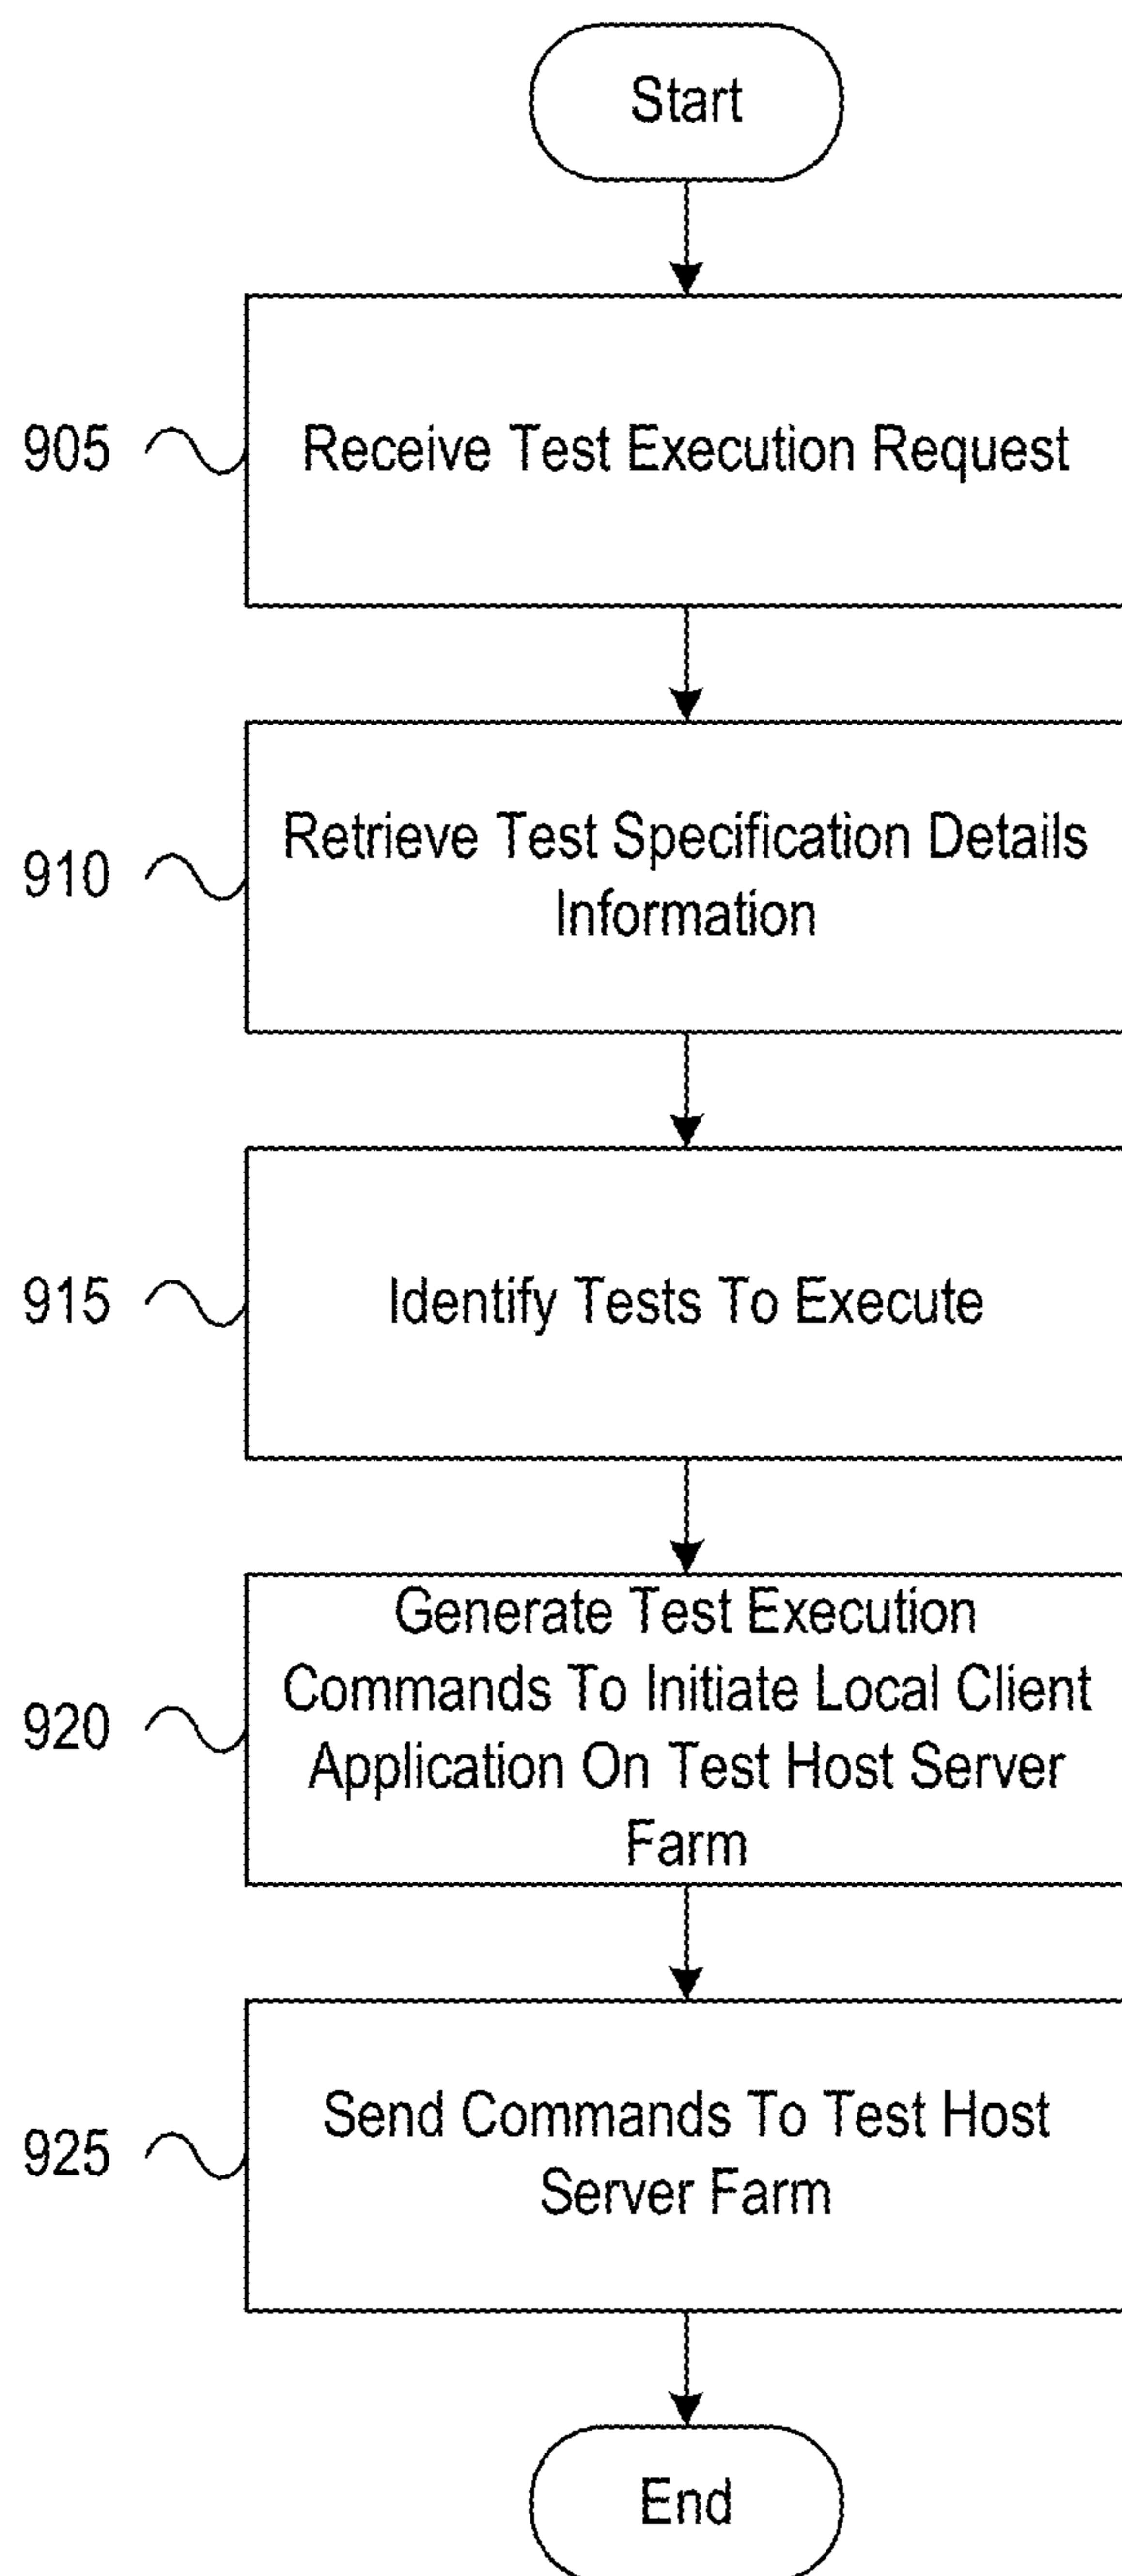 Start
905
Receive Test Execution Request
910
Retrieve Test Specification Details
Information
915
Identify Tests To Execute
920
Generate Test Execution
Commands To Initiate Local Client
Application On Test Host Server
Farm
925
Send Commands To Test Host
Server Farm
End